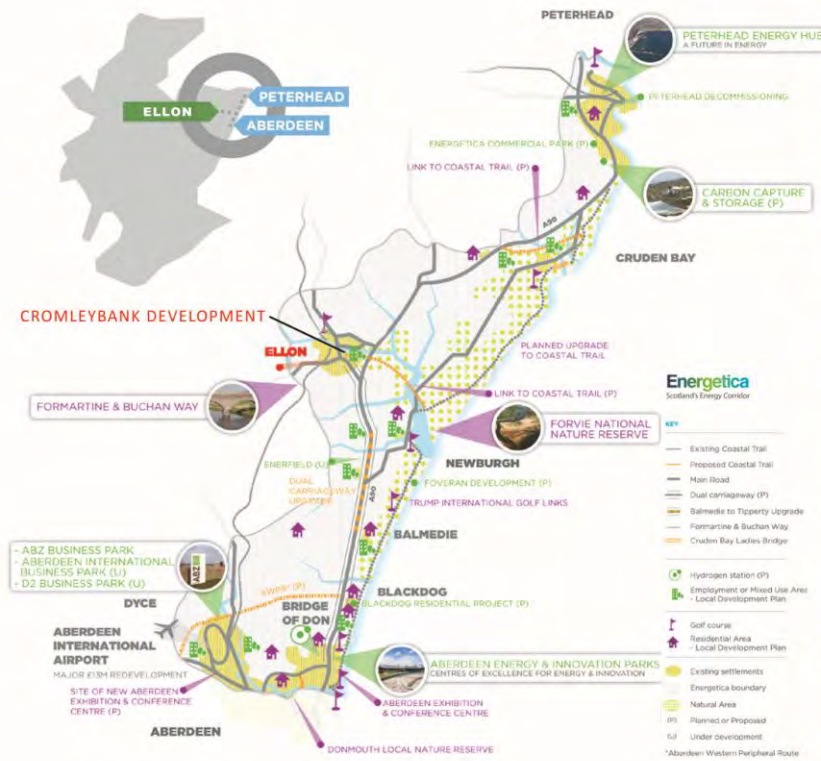 PETERHEAD
PETERHEAD ENERGY HUB
A FUTURE IN ENERGY
PETERHEAD
ELLON
ABERDEEN
PETERHEAD DECOMMISSIONING
ENERGETICA COMMERCIAL PARK (P)
LINK TO COASTAL TRAIL (P)
CARBON CAPTURE
& STORAGE (P)
A90
CRUDEN BAY
CROMLEYBANK DEVELOPMENT
PLANNED UPGRADE
TO COASTAL TRAIL
ELLON
LINK TO COASTAL TRAIL (P)
Energetica
Scotland's Energy Corridor
FORMARTINE & BUCHAN WAY
FORVIE NATIONAL
NATURE RESERVE
KEY
Existing Coastal Trail
Proposed Coastal Trail
Main Road
Dual carriageway (P)
Balmedie to Tipperty Upgrade
Formartine & Buchan Way
Cruden Bay Ladies Bridge
Hydrogen station (P)
Employment or Mixed Use Area
- Local Development Plan
Golf course
Residential Area
- Local Development Plan
Existing settlements
Energetica boundary
Natural Area
(P) Planned or Proposed
(U) Under development
*Aberdeen Western Peripheral Route
NEWBURGH
ENERFIELD (U)
DUAL
CARRIAGEWAY
UPGRADE
A90
FOVERAN DEVELOPMENT (P)
TRUMP INTERNATIONAL GOLF LINKS
BALMEDIE
- ABZ BUSINESS PARK
- ABERDEEN INTERNATIONAL
BUSINESS PARK (U)
- D2 BUSINESS PARK (U)
ABZ
BLACKDOG
BLACKDOG RESIDENTIAL PROJECT (P)
AWPR* (P)
DYCE
BRIDGE
OF DON
ABERDEEN
INTERNATIONAL
AIRPORT
MAJOR £13M REDEVELOPMENT
ABERDEEN ENERGY & INNOVATION PARKS
CENTRES OF EXCELLENCE FOR ENERGY & INNOVATION
SITE OF NEW ABERDEEN
EXHIBITION & CONFERENCE
CENTRE (P)
ABERDEEN EXHIBITION
& CONFERENCE CENTRE
ABERDEEN
DONMOUTH LOCAL NATURE RESERVE